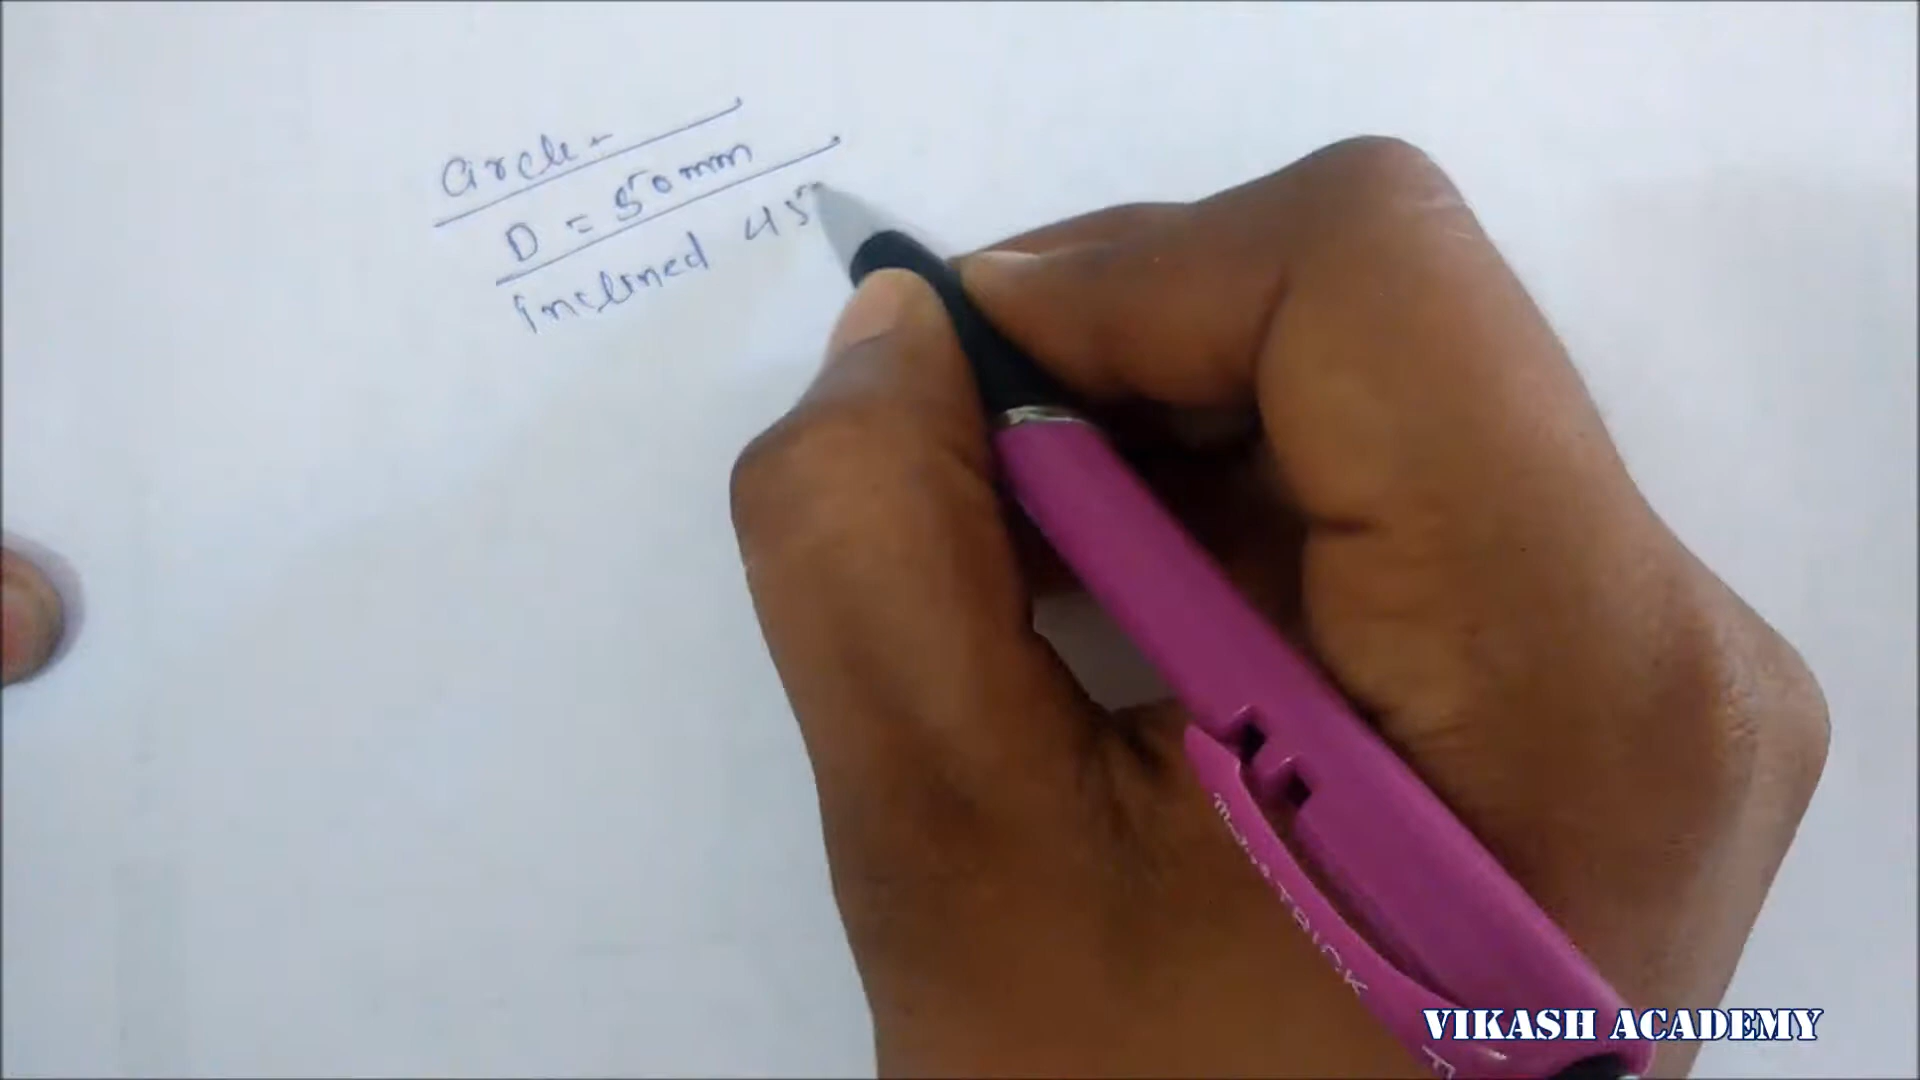 Circle -
D = 50mm
inclined 45°
VIKASH ACADEMY